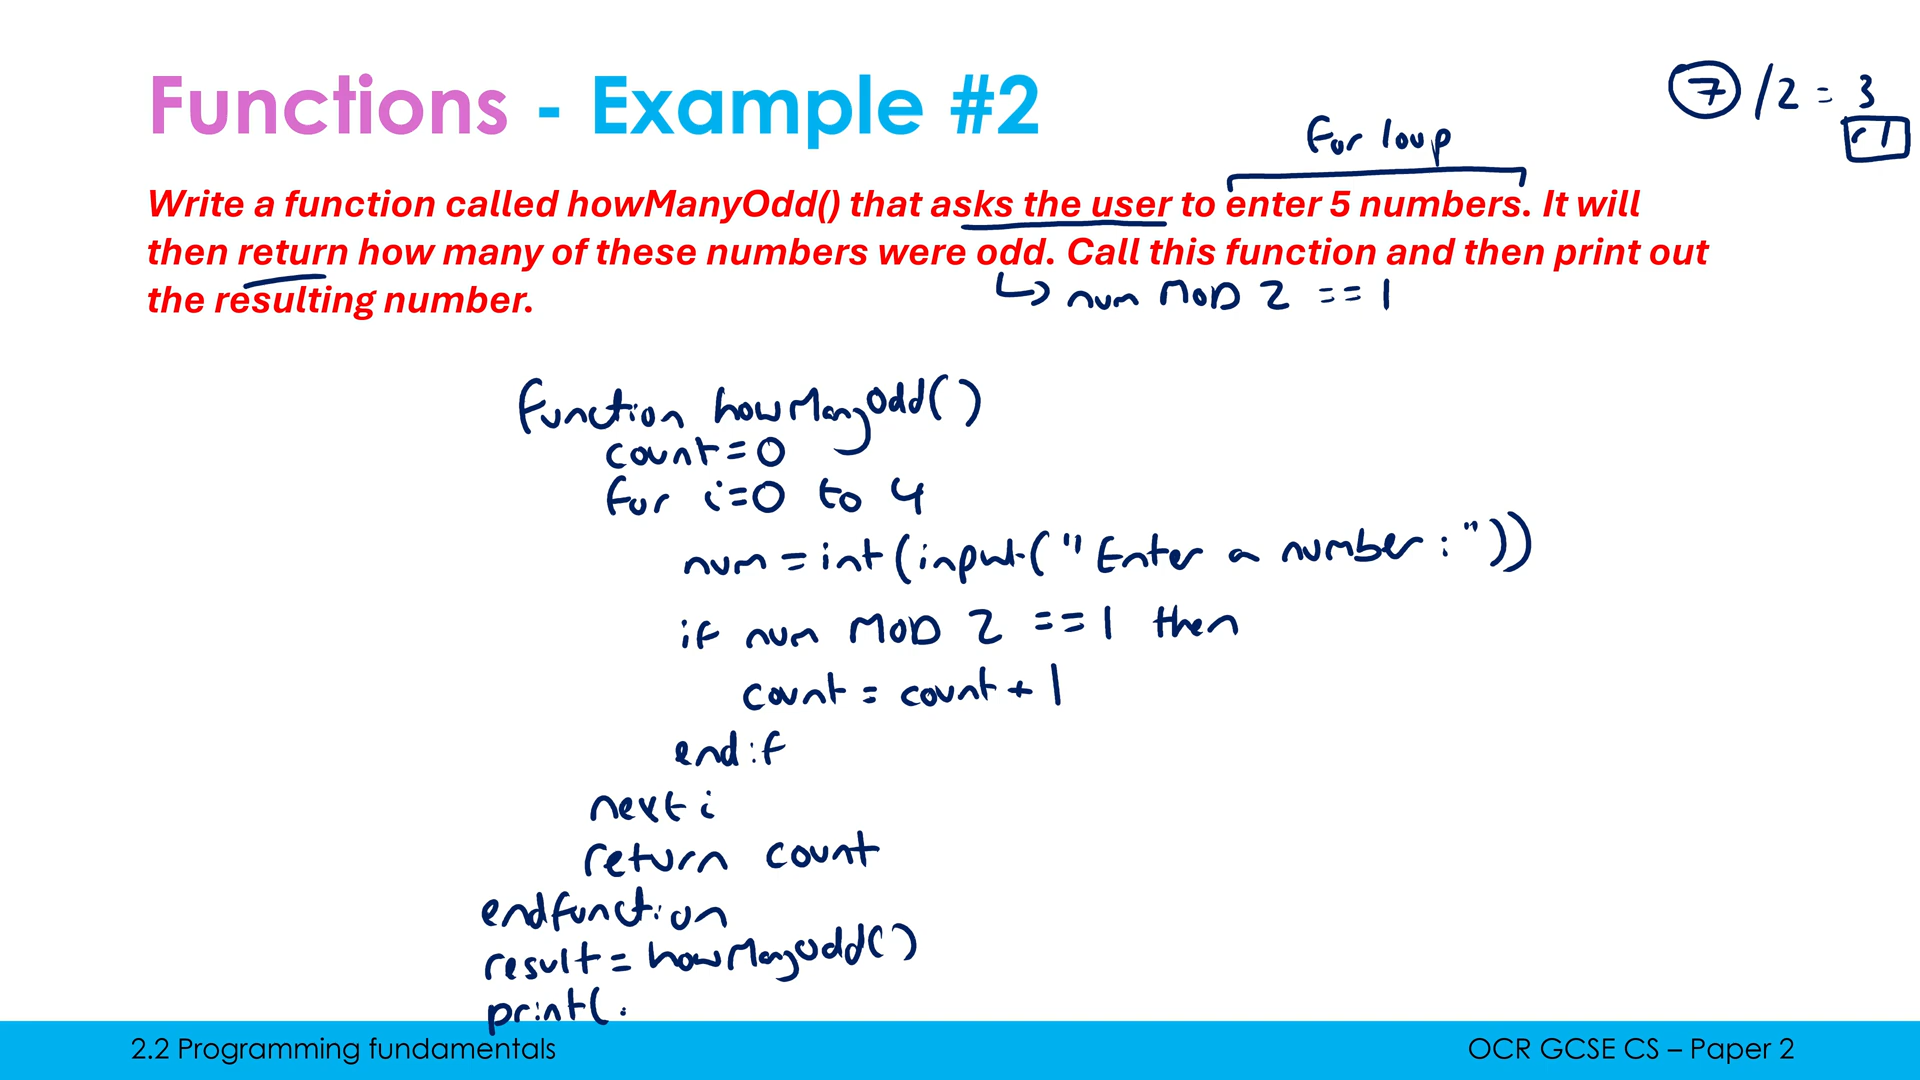 Functions - Example #2
7 / 2 = 3
r 1
For loop
Write a function called howManyOdd() that asks the user to enter 5 numbers. It will
then return how many of these numbers were odd. Call this function and then print out
the resulting number.
num MOD 2 == 1
function howManyOdd()
count=0
for i=0 to 4
num = int(input("Enter a number:"))
if num MOD 2 ==1 then
count = count + 1
endif
next i
return count
endfunction
result = howManyOdd()
print(
2.2 Programming fundamentals
OCR GCSE CS – Paper 2